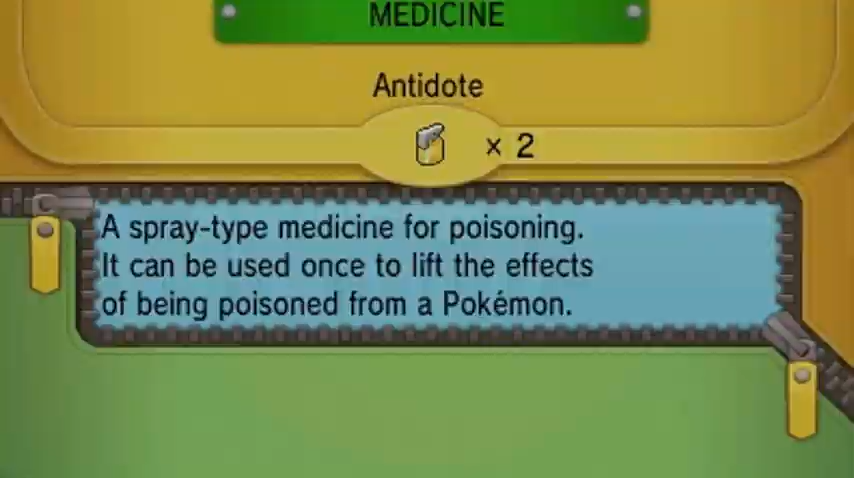 MEDICINE
Antidote
× 2
A spray-type medicine for poisoning.
It can be used once to lift the effects
of being poisoned from a Pokémon.